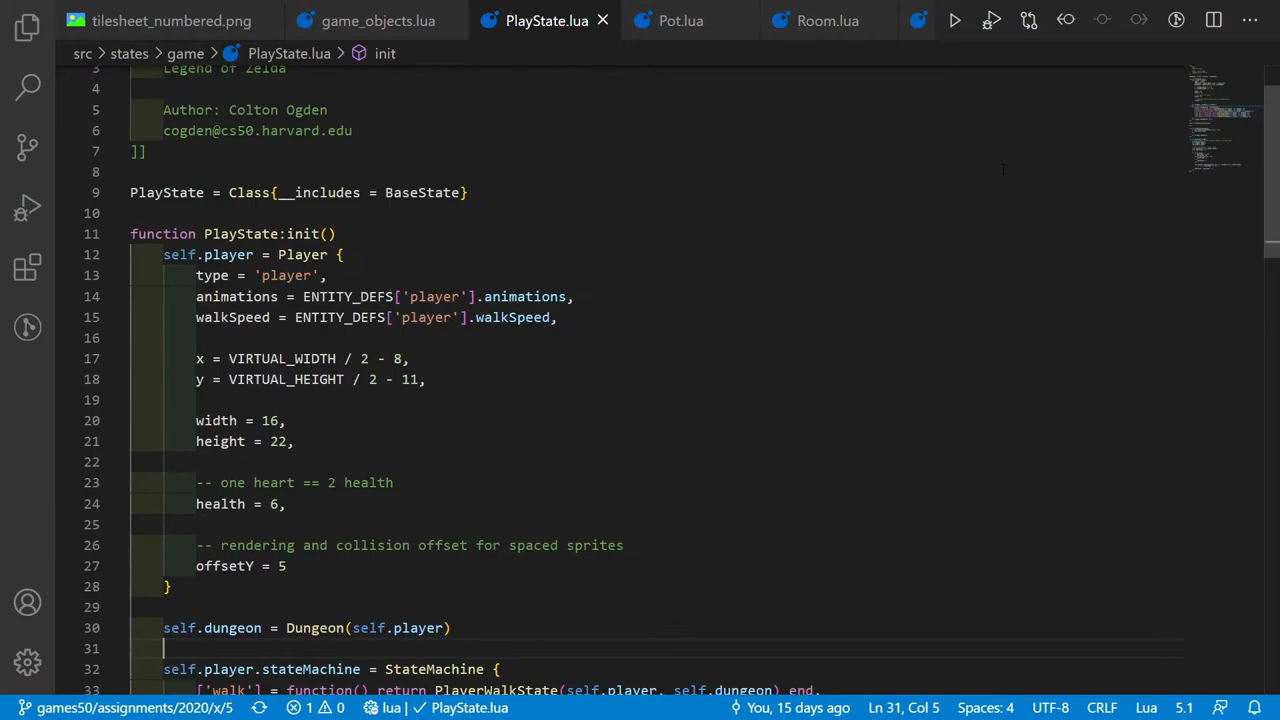 tilesheet_numbered.png game_objects.lua PlayState.lua Pot.lua Room.lua
src > states > game > PlayState.lua > init
3 Legend of Zelda
4
5 Author: Colton Ogden
6 cogden@cs50.harvard.edu
7 ]]
8
9 PlayState = Class{__includes = BaseState}
10
11 function PlayState:init()
12 self.player = Player {
13 type = 'player',
14 animations = ENTITY_DEFS['player'].animations,
15 walkSpeed = ENTITY_DEFS['player'].walkSpeed,
16
17 x = VIRTUAL_WIDTH / 2 - 8,
18 y = VIRTUAL_HEIGHT / 2 - 11,
19
20 width = 16,
21 height = 22,
22
23 -- one heart == 2 health
24 health = 6,
25
26 -- rendering and collision offset for spaced sprites
27 offsetY = 5
28 }
29
30 self.dungeon = Dungeon(self.player)
31
32 self.player.stateMachine = StateMachine {
33 ['walk'] = function() return PlayerWalkState(self.player, self.dungeon) end,
games50/assignments/2020/x/5 1 0 lua | ✓ PlayState.lua You, 15 days ago Ln 31, Col 5 Spaces: 4 UTF-8 CRLF Lua 5.1